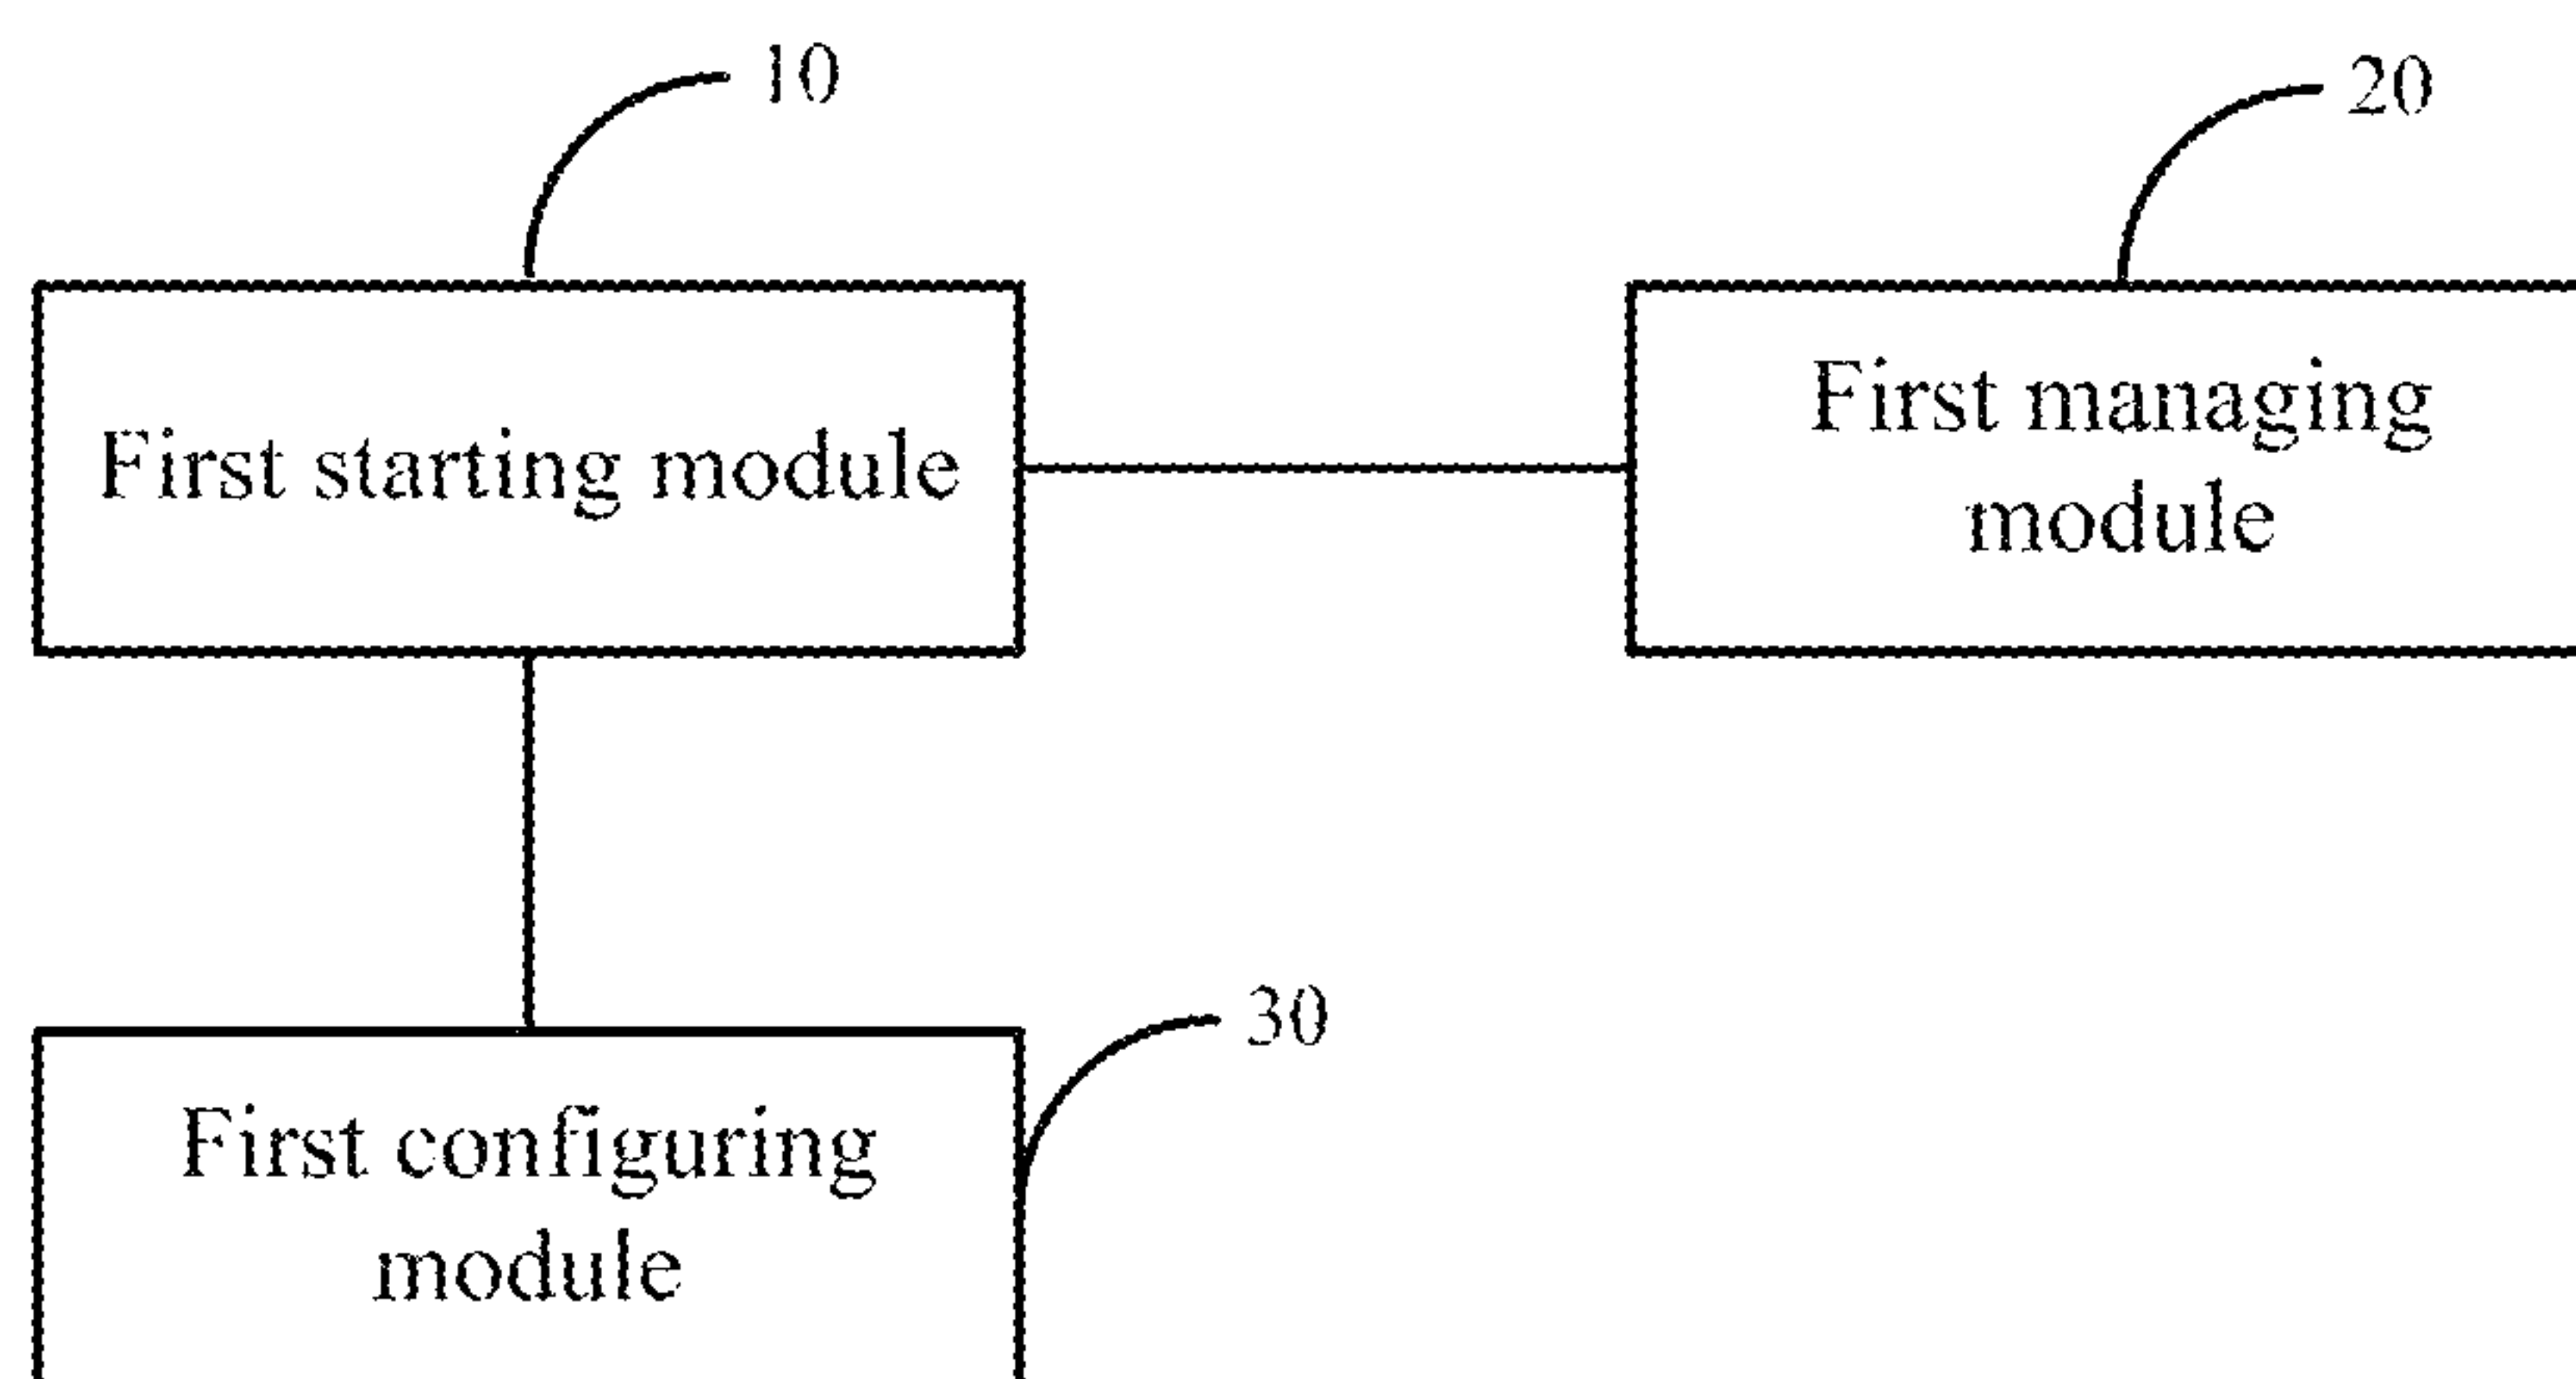 10
20
First starting module
First managing
module
30
First configuring
module